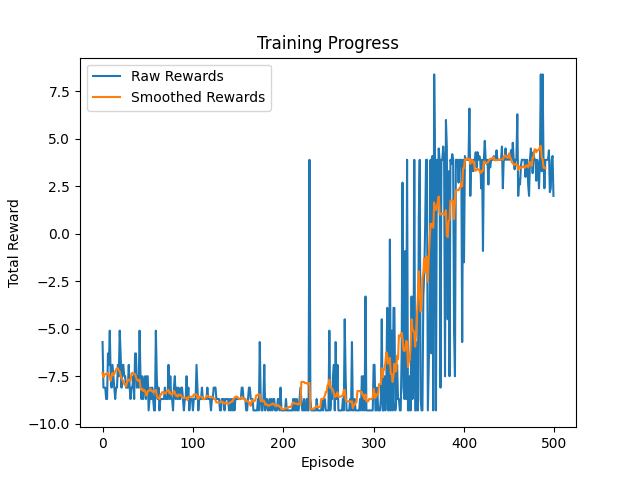 Training Progress
Raw Rewards
Smoothed Rewards
7.5
5.0
2.5
0.0
−2.5
−5.0
−7.5
−10.0
Total Reward
0
100
200
300
400
500
Episode